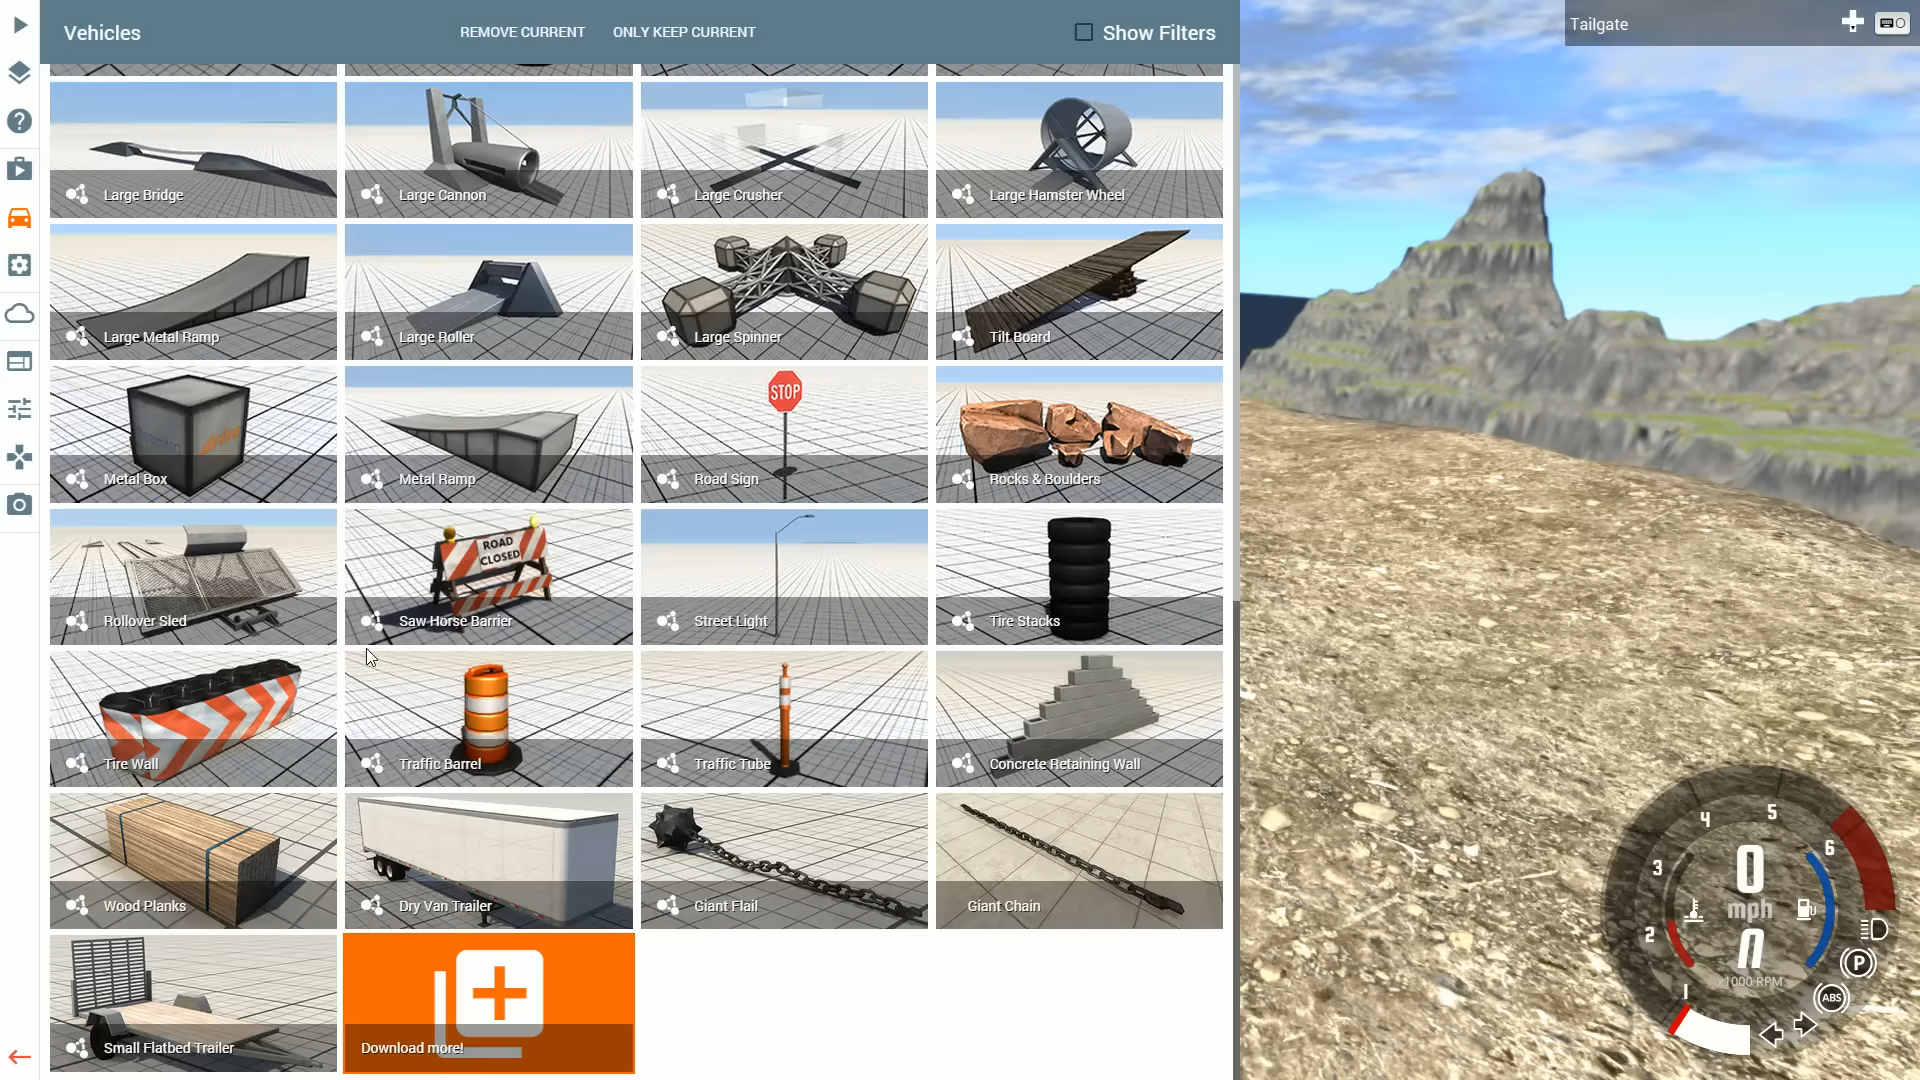 Vehicles
REMOVE CURRENT
ONLY KEEP CURRENT
Show Filters
Tailgate
Large Bridge
Large Cannon
Large Crusher
Large Hamster Wheel
Large Metal Ramp
Large Roller
Large Spinner
Tilt Board
STOP
Metal Box
Metal Ramp
Road Sign
Rocks & Boulders
ROAD
CLOSED
Rollover Sled
Saw Horse Barrier
Street Light
Tire Stacks
Tire Wall
Traffic Barrel
Traffic Tube
Concrete Retaining Wall
Wood Planks
Dry Van Trailer
Giant Flail
Giant Chain
Small Flatbed Trailer
Download more!
1
2
3
4
5
6
0
mph
n
x1000 RPM
P
ABS